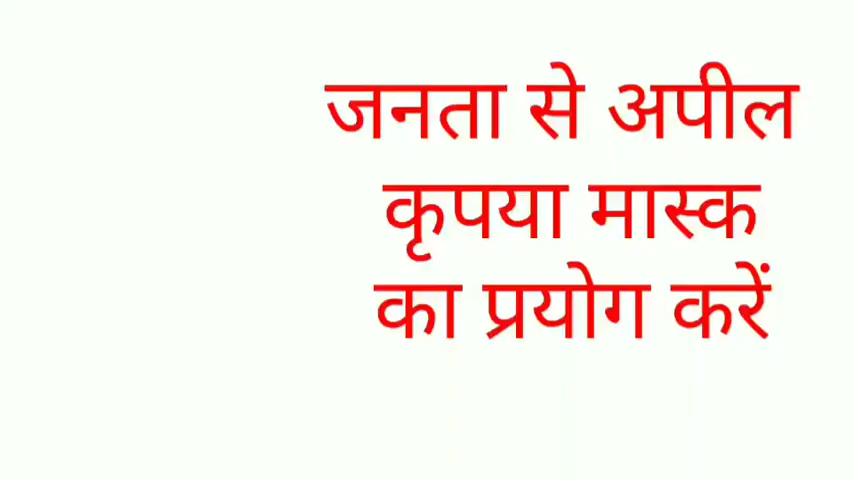 जनता से अपील
कृपया मास्क
का प्रयोग करें